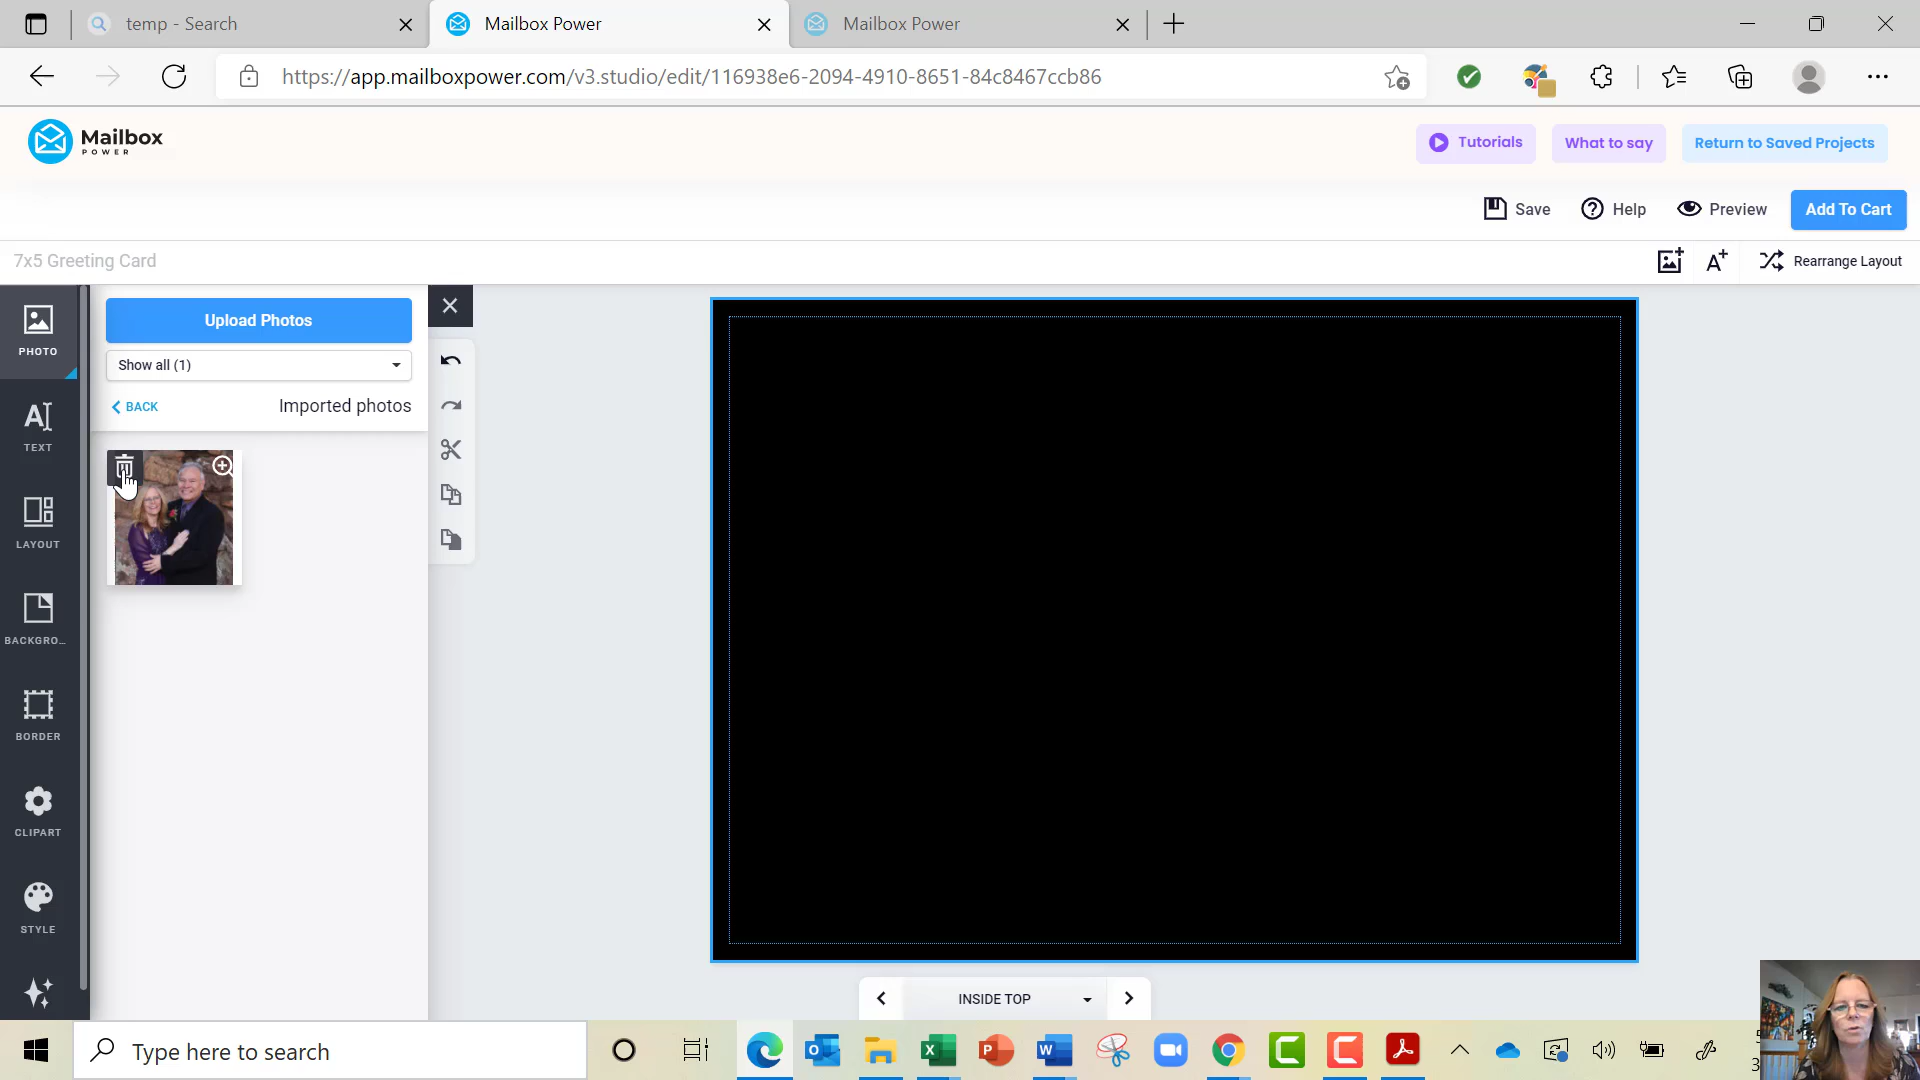 temp - Search
Mailbox Power
Mailbox Power
https://app.mailboxpower.com/v3.studio/edit/116938e6-2094-4910-8651-84c8467ccb86
Mailbox
POWER
Tutorials
What to say
Return to Saved Projects
Save
Help
Preview
Add To Cart
7x5 Greeting Card
Rearrange Layout
PHOTO
Upload Photos
Show all (1)
BACK
Imported photos
TEXT
LAYOUT
BACKGRO...
BORDER
CLIPART
STYLE
INSIDE TOP
Type here to search